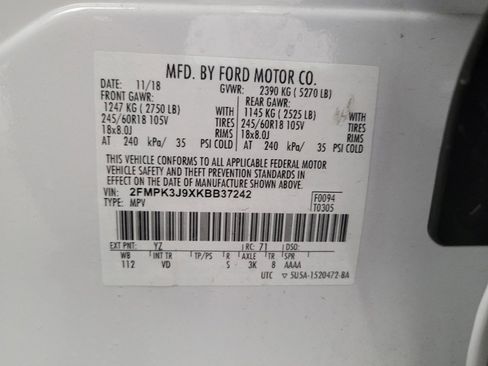 MFD. BY FORD MOTOR CO.
DATE: 11/18 GVWR: 2390 KG ( 5270 LB)
FRONT GAWR: REAR GAWR:
1247 KG ( 2750 LB) WITH 1145 KG ( 2525 LB) WITH
245/60R18 105V TIRES 245/60R18 105V TIRES
18x8.0J RIMS 18x8.0J RIMS
AT 240 kPa/ 35 PSI COLD AT 240 kPa/ 35 PSI COLD
THIS VEHICLE CONFORMS TO ALL APPLICABLE FEDERAL MOTOR
VEHICLE SAFETY AND THEFT PREVENTION STANDARDS IN
EFFECT ON THE DATE OF MANUFACTURE SHOWN ABOVE.
VIN: 2FMPK3J9XKBB37242 F0094
TYPE: MPV T0305
EXT PNT: YZ RC: 71 DSO:
WB INT TR TP/PS R AXLE TR SPR
112 VD S 3K 8 AAAA
UTC ▽ 5U5A-1520472-BA